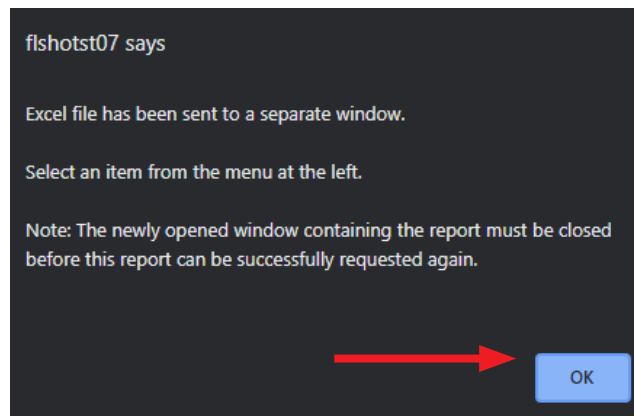 flshotst07 says
Excel file has been sent to a separate window.
Select an item from the menu at the left.
Note: The newly opened window containing the report must be closed
before this report can be successfully requested again.
OK